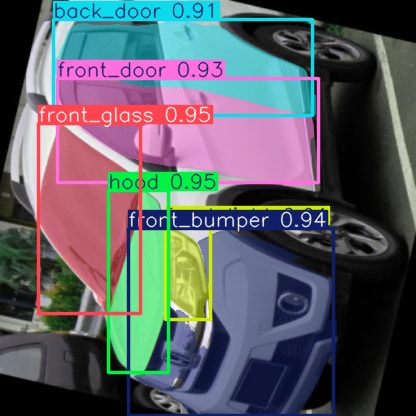 back_door 0.91
front_door 0.93
front_glass 0.95
hood 0.95
front_bumper 0.94